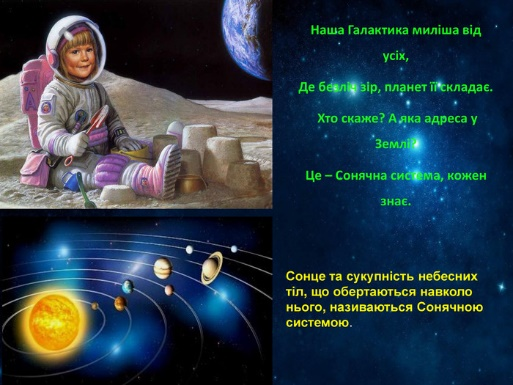 Наша Галактика миліша від
усіх,
Де безліч зір, планет її складає.
Хто скаже? А яка адреса у
Землі?
Це – Сонячна система, кожен
знає.
Сонце та сукупність небесних
тіл, що обертаються навколо
нього, називаються Сонячною
системою.